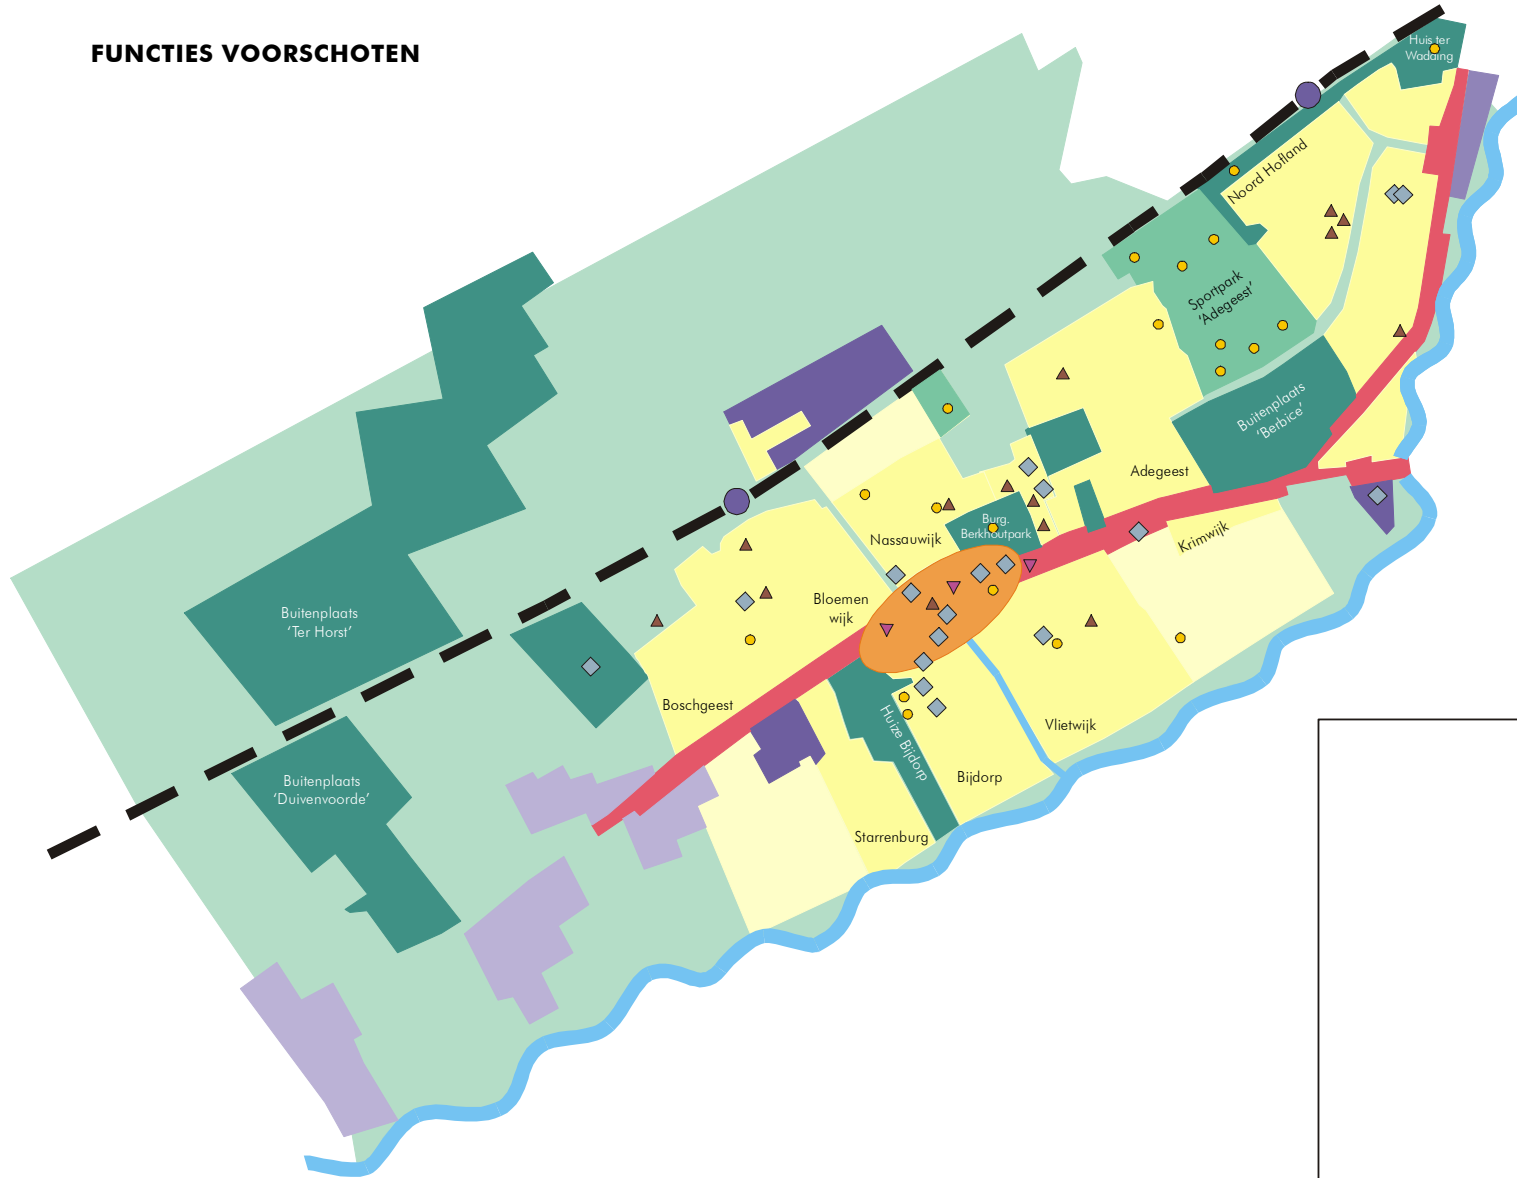 FUNCTIES VOORSCHOTEN
Huis ter
Wadding
Noord Hofland
Sportpark
‘Adegeest’
Buitenplaats
‘Berbice’
Adegeest
Burg.
Berkhoutpark
Nassauwijk
Krimwijk
Bloemen
wijk
Buitenplaats
‘Ter Horst’
Boschgeest
Huize Bijdorp
Vlietwijk
Bijdorp
Buitenplaats
‘Duivenvoorde’
Starrenburg